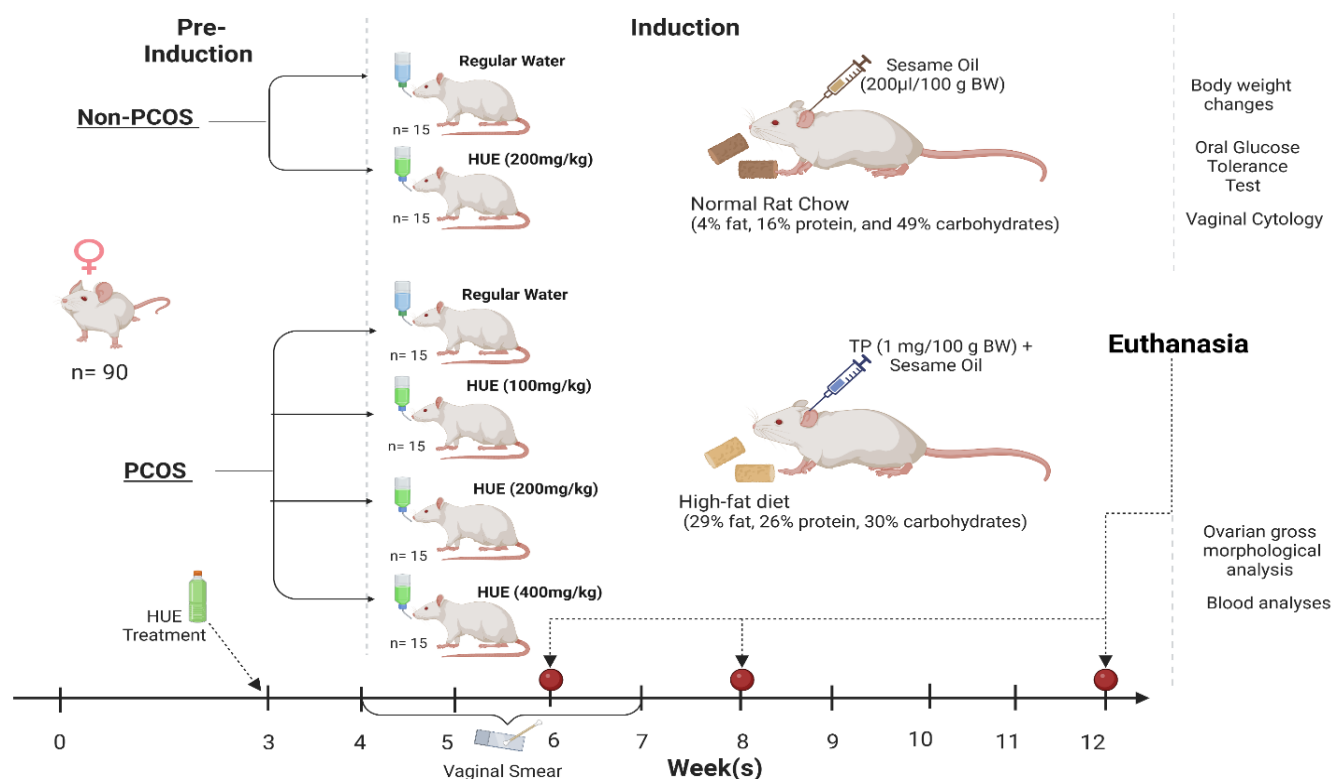 Pre-
Induction
Induction
Non-PCOS
Regular Water
n= 15
HUE (200mg/kg)
n= 15
Sesame Oil
(200µl/100 g BW)
Normal Rat Chow
(4% fat, 16% protein, and 49% carbohydrates)
Body weight
changes
Oral Glucose
Tolerance
Test
Vaginal Cytology
n= 90
PCOS
Regular Water
n= 15
HUE (100mg/kg)
n= 15
HUE (200mg/kg)
n= 15
HUE (400mg/kg)
n= 15
TP (1 mg/100 g BW) +
Sesame Oil
High-fat diet
(29% fat, 26% protein, 30% carbohydrates)
Euthanasia
Ovarian gross
morphological
analysis
Blood analyses
HUE
Treatment
0 3 4 5 6 7 8 9 10 11 12
Vaginal Smear
Week(s)